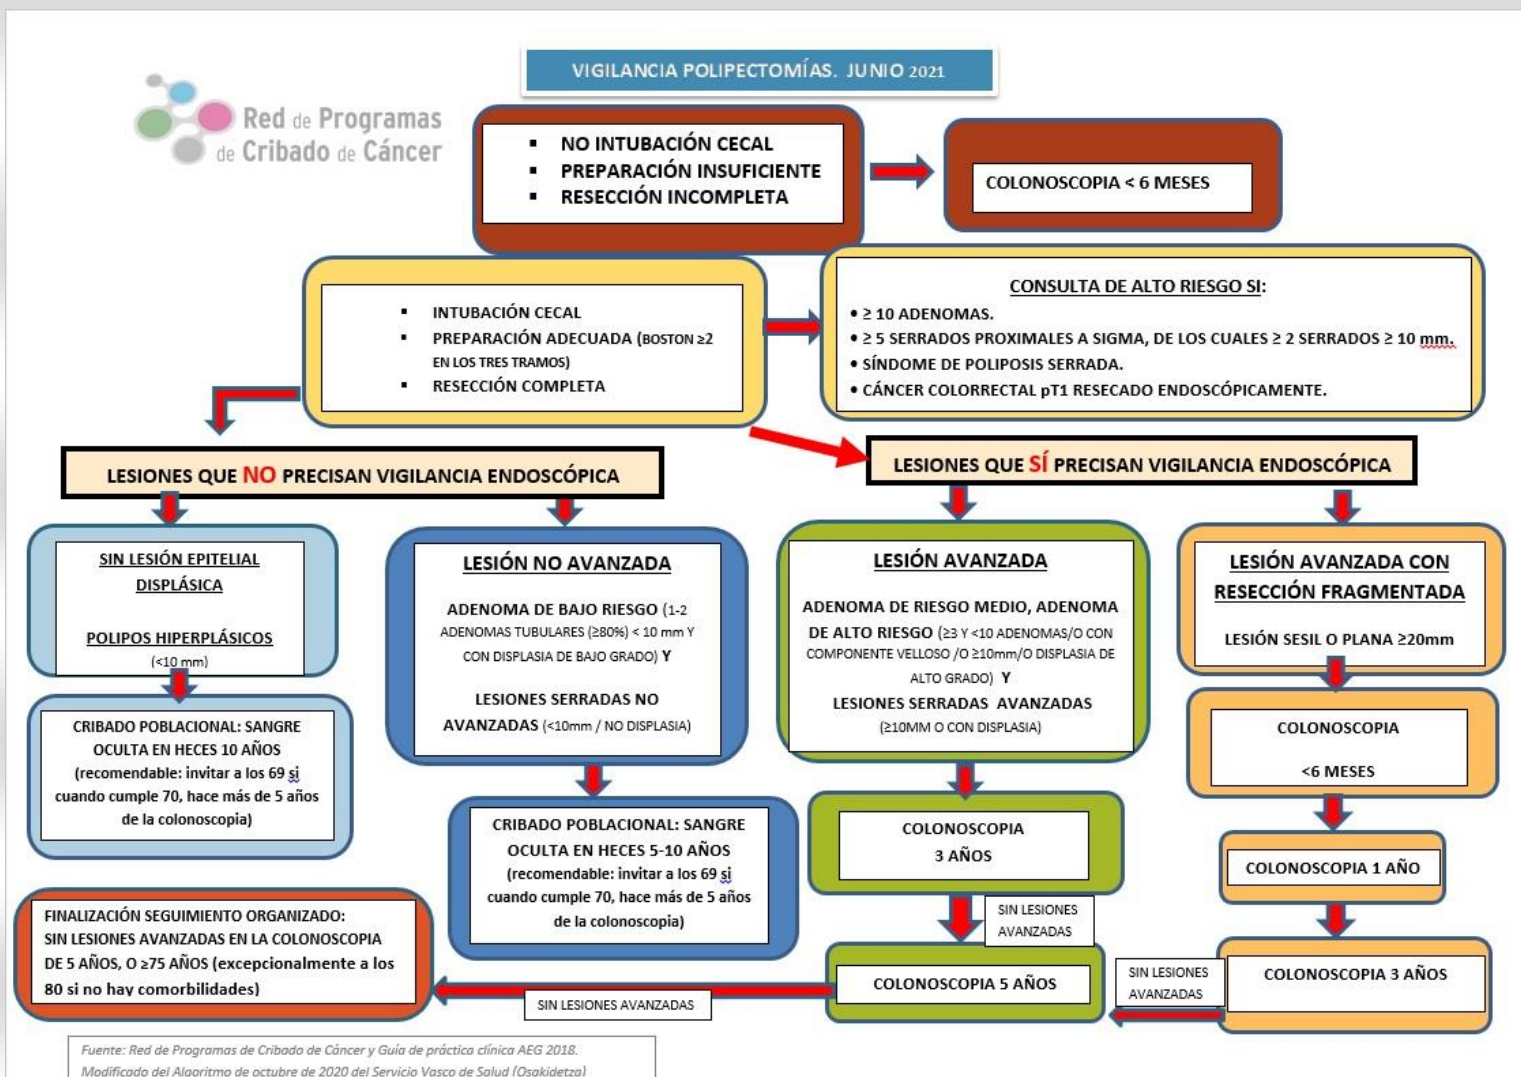 VIGILANCIA POLIPECTOMÍAS. JUNIO 2021
Red de Programas
de Cribado de Cáncer
▪ NO INTUBACIÓN CECAL
▪ PREPARACIÓN INSUFICIENTE
▪ RESECCIÓN INCOMPLETA
COLONOSCOPIA < 6 MESES
▪ INTUBACIÓN CECAL
▪ PREPARACIÓN ADECUADA (BOSTON ≥2
EN LOS TRES TRAMOS)
▪ RESECCIÓN COMPLETA
CONSULTA DE ALTO RIESGO SI:
• ≥ 10 ADENOMAS.
• ≥ 5 SERRADOS PROXIMALES A SIGMA, DE LOS CUALES ≥ 2 SERRADOS ≥ 10 mm.
• SÍNDROME DE POLIPOSIS SERRADA.
• CÁNCER COLORRECTAL pT1 RESECADO ENDOSCÓPICAMENTE.
LESIONES QUE NO PRECISAN VIGILANCIA ENDOSCÓPICA
LESIONES QUE SÍ PRECISAN VIGILANCIA ENDOSCÓPICA
SIN LESIÓN EPITELIAL
DISPLÁSICA
POLIPOS HIPERPLÁSICOS
(<10 mm)
CRIBADO POBLACIONAL: SANGRE
OCULTA EN HECES 10 AÑOS
(recomendable: invitar a los 69 si
cuando cumple 70, hace más de 5 años
de la colonoscopia)
LESIÓN NO AVANZADA
ADENOMA DE BAJO RIESGO (1-2
ADENOMAS TUBULARES (≥80%) < 10 mm Y
CON DISPLASIA DE BAJO GRADO) Y
LESIONES SERRADAS NO
AVANZADAS (<10mm / NO DISPLASIA)
CRIBADO POBLACIONAL: SANGRE
OCULTA EN HECES 5-10 AÑOS
(recomendable: invitar a los 69 si
cuando cumple 70, hace más de 5 años
de la colonoscopia)
LESIÓN AVANZADA
ADENOMA DE RIESGO MEDIO, ADENOMA
DE ALTO RIESGO (≥3 Y <10 ADENOMAS/O CON
COMPONENTE VELLOSO /O ≥10mm/O DISPLASIA DE
ALTO GRADO) Y
LESIONES SERRADAS AVANZADAS
(≥10MM O CON DISPLASIA)
COLONOSCOPIA
3 AÑOS
SIN LESIONES
AVANZADAS
COLONOSCOPIA 5 AÑOS
LESIÓN AVANZADA CON
RESECCIÓN FRAGMENTADA
LESIÓN SESIL O PLANA ≥20mm
COLONOSCOPIA
<6 MESES
COLONOSCOPIA 1 AÑO
COLONOSCOPIA 3 AÑOS
SIN LESIONES
AVANZADAS
SIN LESIONES AVANZADAS
FINALIZACIÓN SEGUIMIENTO ORGANIZADO:
SIN LESIONES AVANZADAS EN LA COLONOSCOPIA
DE 5 AÑOS, O ≥75 AÑOS (excepcionalmente a los
80 si no hay comorbilidades)
Fuente: Red de Programas de Cribado de Cáncer y Guía de práctica clínica AEG 2018.
Modificado del Algoritmo de octubre de 2020 del Servicio Vasco de Salud (Osakidetza)